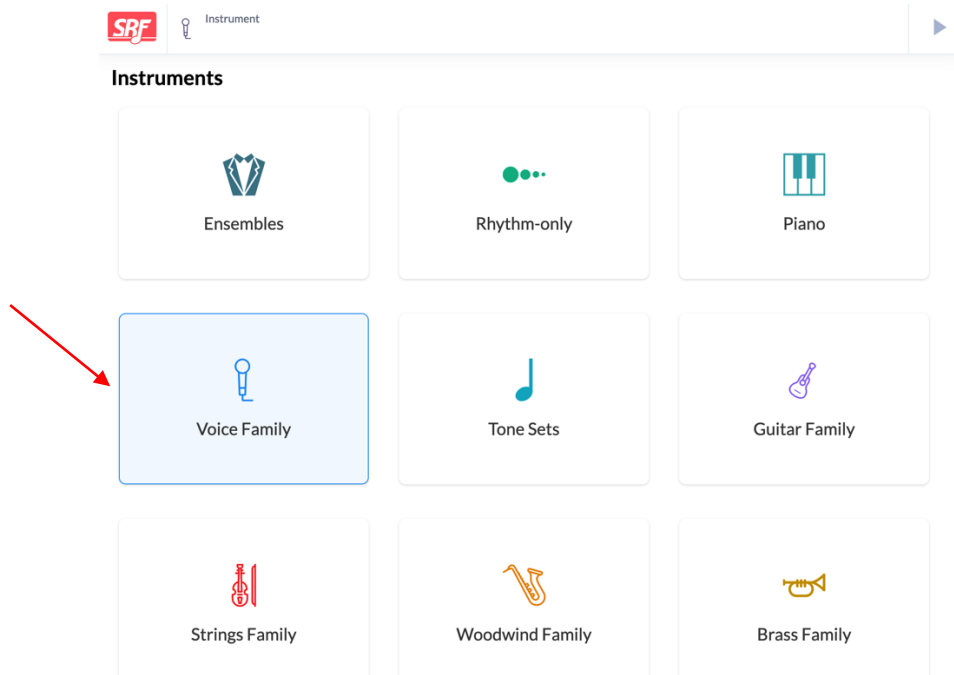 SRF
Instrument
Instruments
Ensembles
Rhythm-only
Piano
Voice Family
Tone Sets
Guitar Family
Strings Family
Woodwind Family
Brass Family